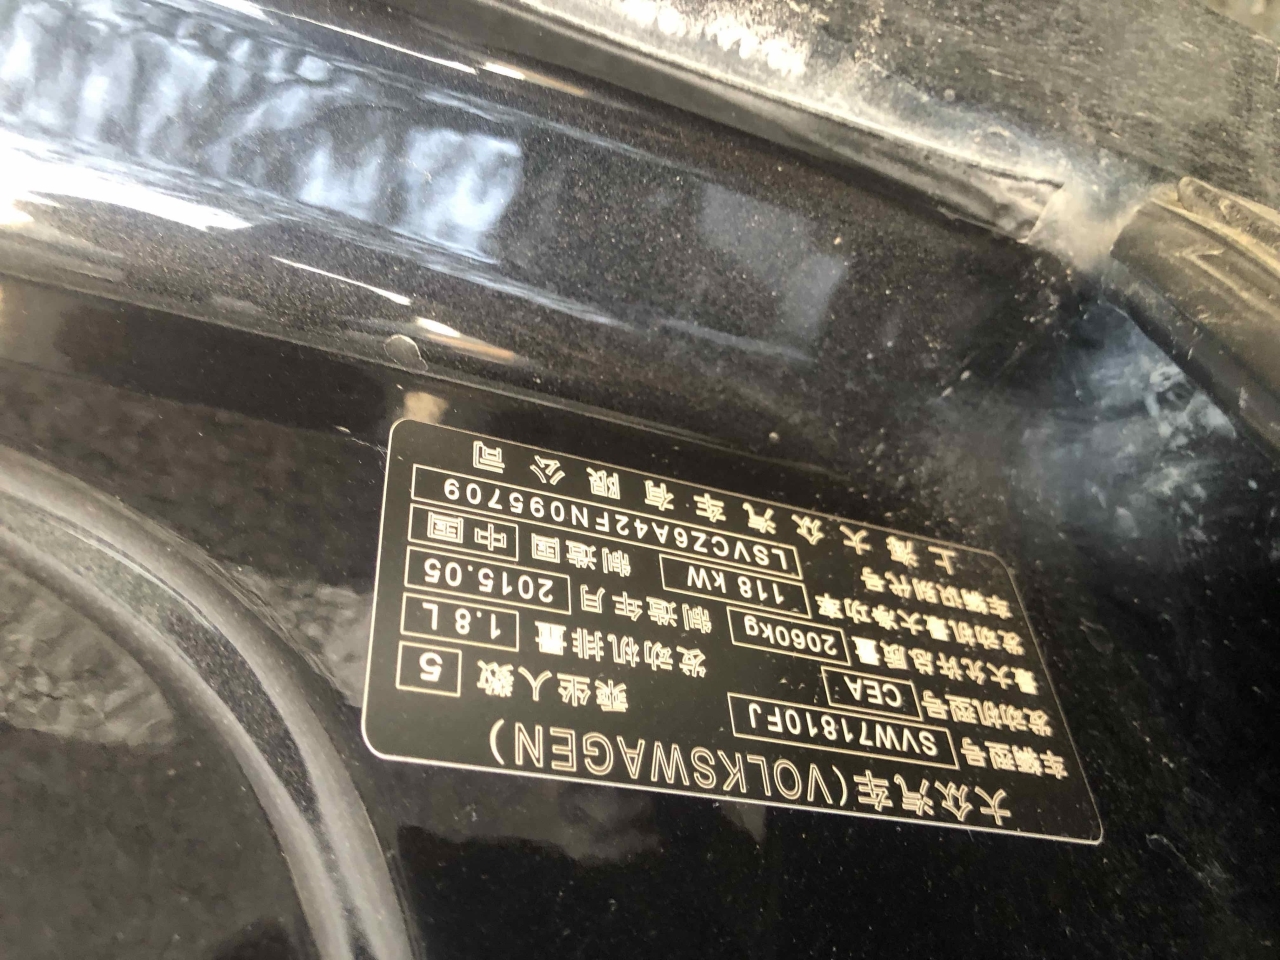 大众汽车(VOLKSWAGEN)
车辆型号 SVW71810FJ
发动机型号 CEA 乘坐人数 5
最大允许总质量 2060kg 发动机排量 1.8 L
发动机最大净功率 118 kW 制造年月 2015.05
车辆识别代号 LSVCZ6A42FN095709 制造国 中国
上海大众汽车有限公司